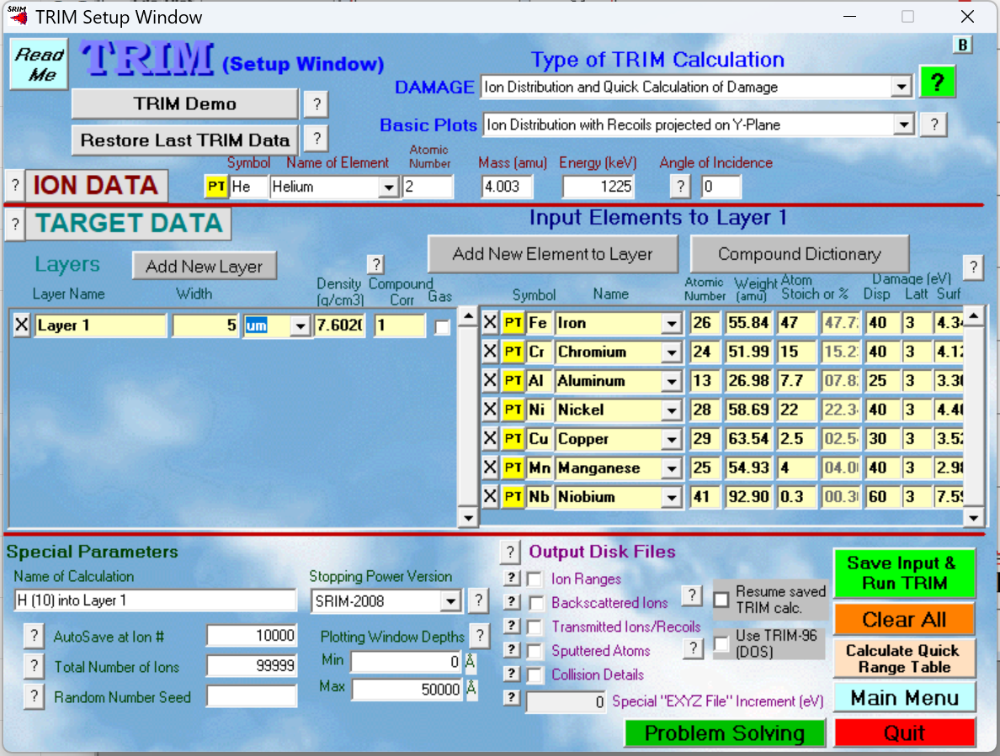 SRIM
TRIM Setup Window
Read Me
TRIM (Setup Window)
Type of TRIM Calculation
B
DAMAGE Ion Distribution and Quick Calculation of Damage ?
TRIM Demo ?
Basic Plots Ion Distribution with Recoils projected on Y-Plane ?
Restore Last TRIM Data ?
Symbol Name of Element Atomic Number Mass (amu) Energy (keV) Angle of Incidence
? ION DATA PT He Helium 2 4.003 1225 ? 0
? TARGET DATA
Input Elements to Layer 1
Layers Add New Layer ?
Add New Element to Layer Compound Dictionary ?
Layer Name Width Density (g/cm3) Compound Corr Gas
Symbol Name Atomic Number Weight (amu) Atom Stoich or % Damage (eV) Disp Latt Surf
X Layer 1 5 um 7.602 1
X PT Fe Iron 26 55.84 47 47.7 40 3 4.3
X PT Cr Chromium 24 51.99 15 15.2 40 3 4.12
X PT Al Aluminum 13 26.98 7.7 07.8 25 3 3.3
X PT Ni Nickel 28 58.69 22 22.3 40 3 4.4
X PT Cu Copper 29 63.54 2.5 02.5 30 3 3.52
X PT Mn Manganese 25 54.93 4 04.0 40 3 2.9
X PT Nb Niobium 41 92.90 0.3 00.3 60 3 7.5
Special Parameters
Name of Calculation
H (10) into Layer 1
Stopping Power Version
SRIM-2008 ?
? AutoSave at Ion # 10000
? Total Number of Ions 99999
? Random Number Seed
Plotting Window Depths ?
Min 0 Å
Max 50000 Å
? Output Disk Files
? Ion Ranges
? Backscattered Ions
? Transmitted Ions/Recoils
? Sputtered Atoms
? Collision Details
? 0 Special "EXYZ File" Increment (eV)
? Resume saved TRIM calc.
? Use TRIM-96 (DOS)
Problem Solving
Save Input & Run TRIM
Clear All
Calculate Quick Range Table
Main Menu
Quit